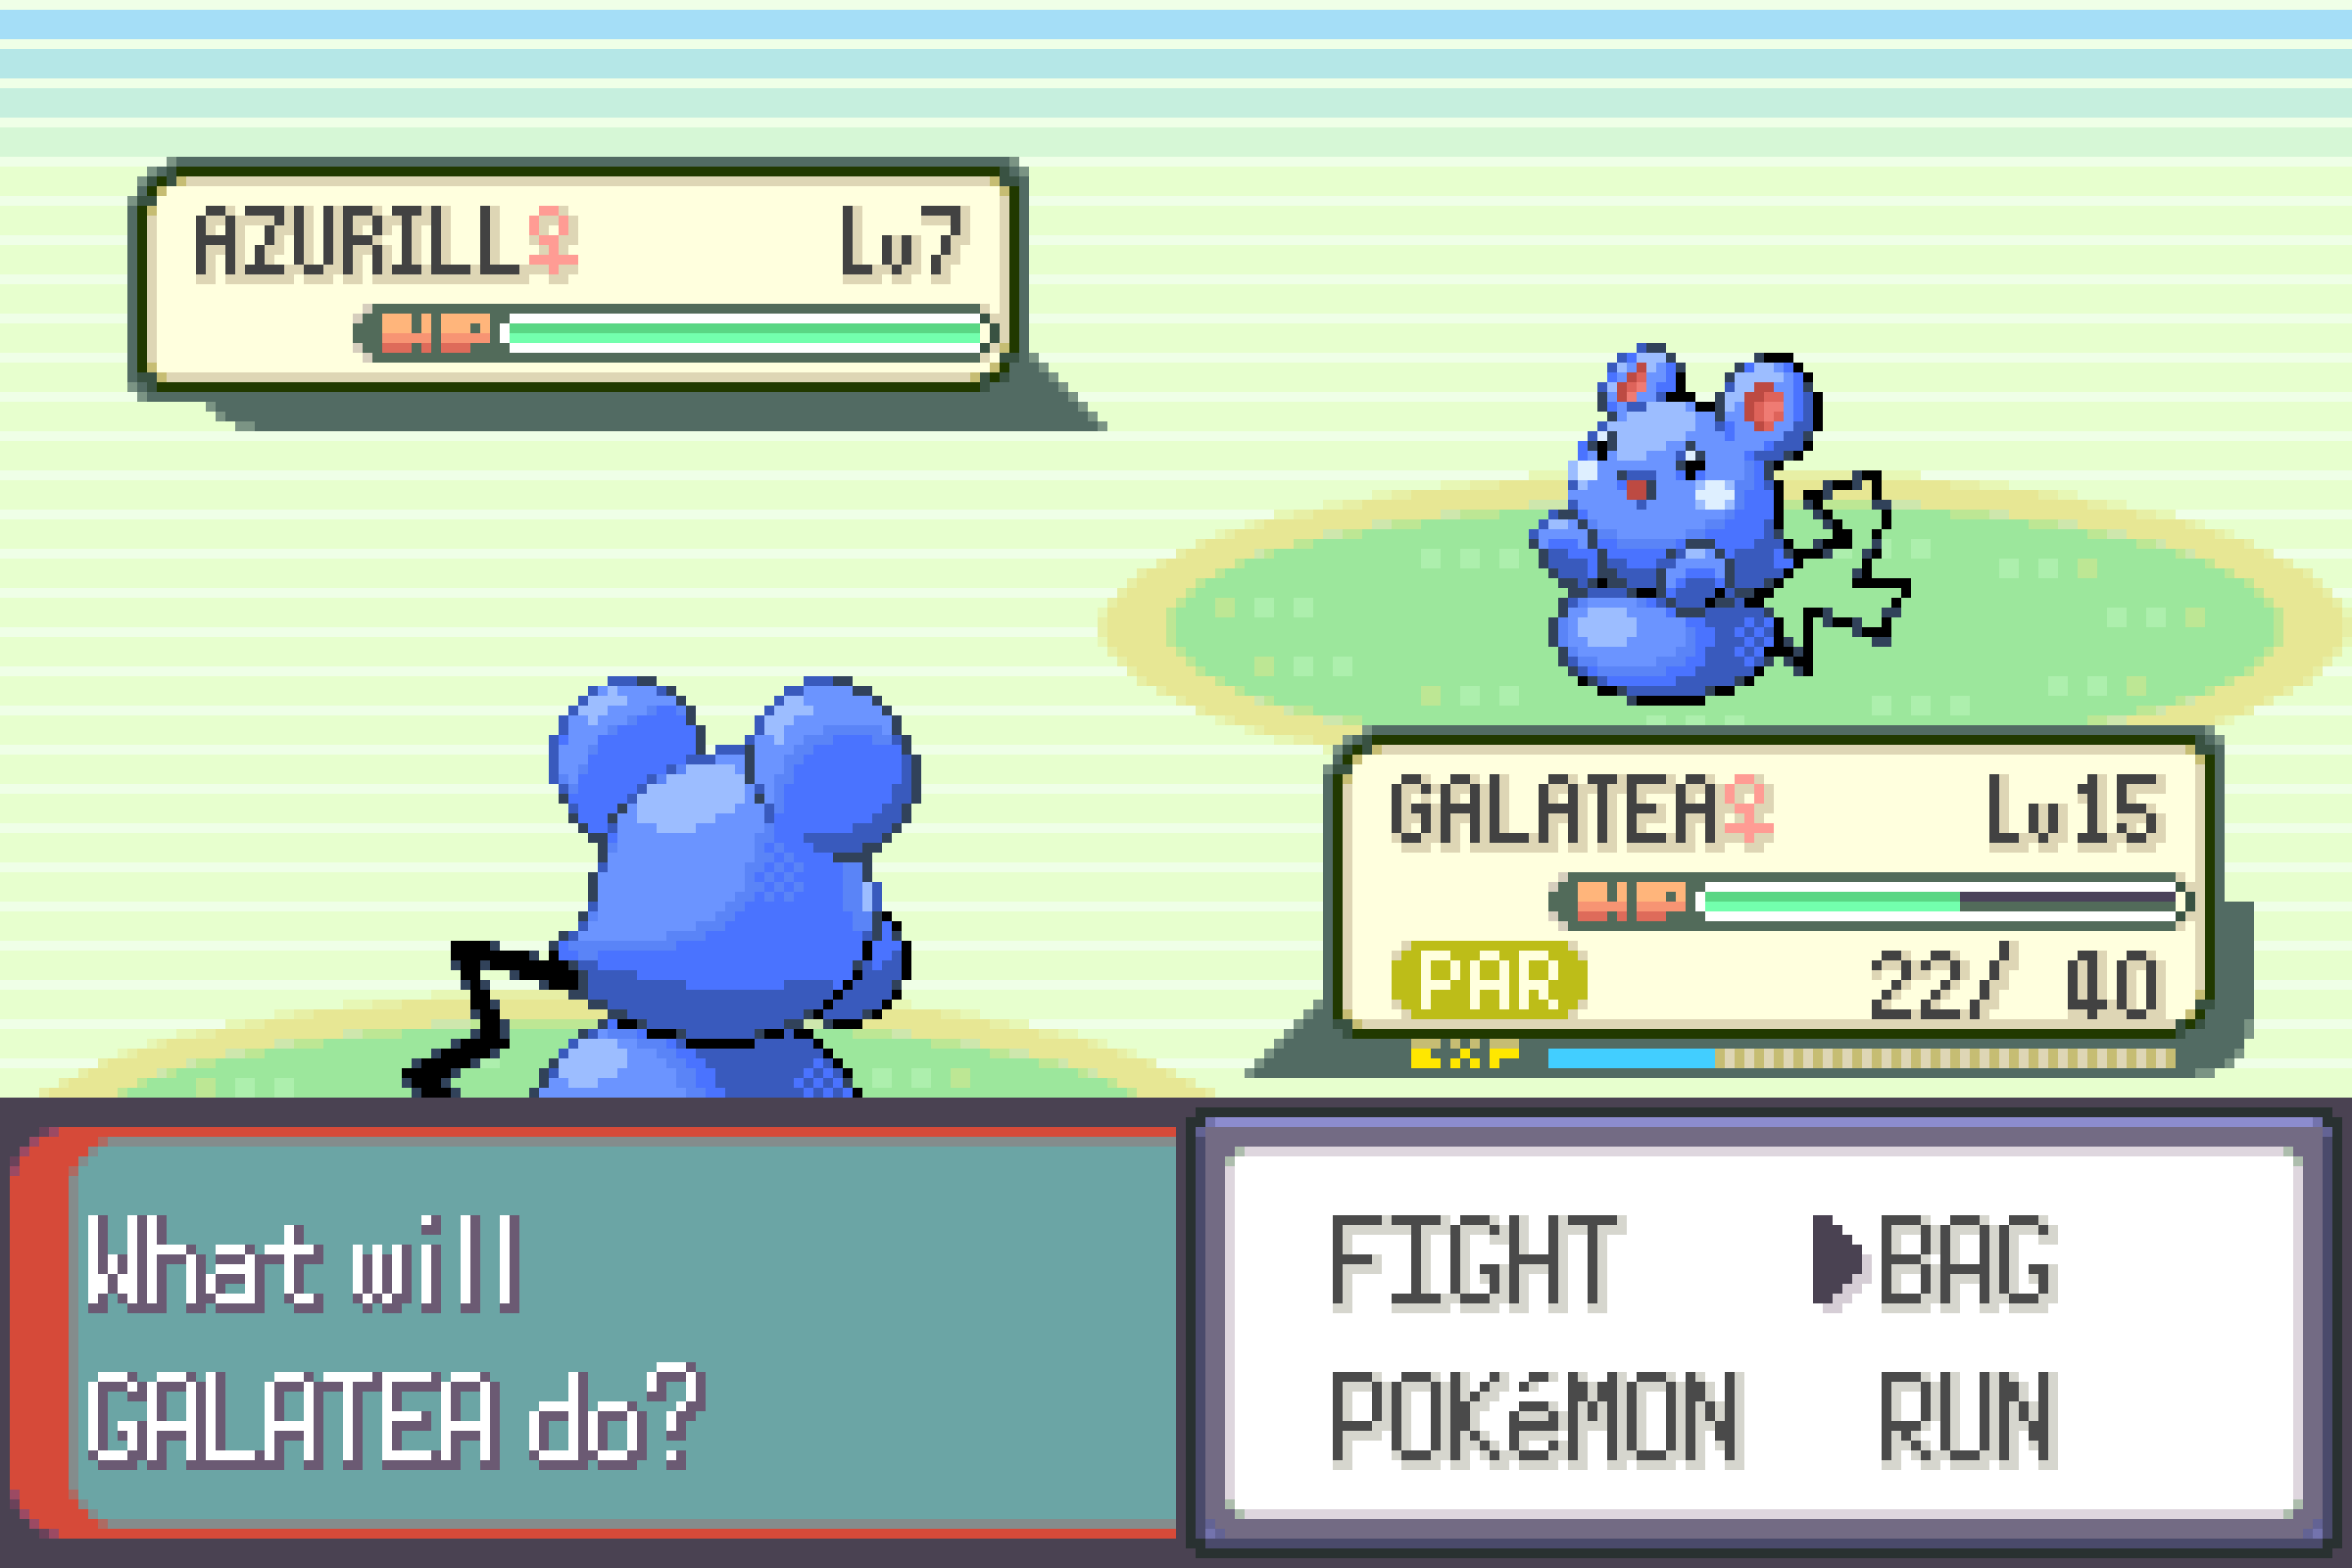 AZURILL♀ Lv7
HP
GALATEA♀ Lv15
HP
PAR 22/ 40
EXP
What will
GALATEA do?
FIGHT BAG
POKéMON RUN